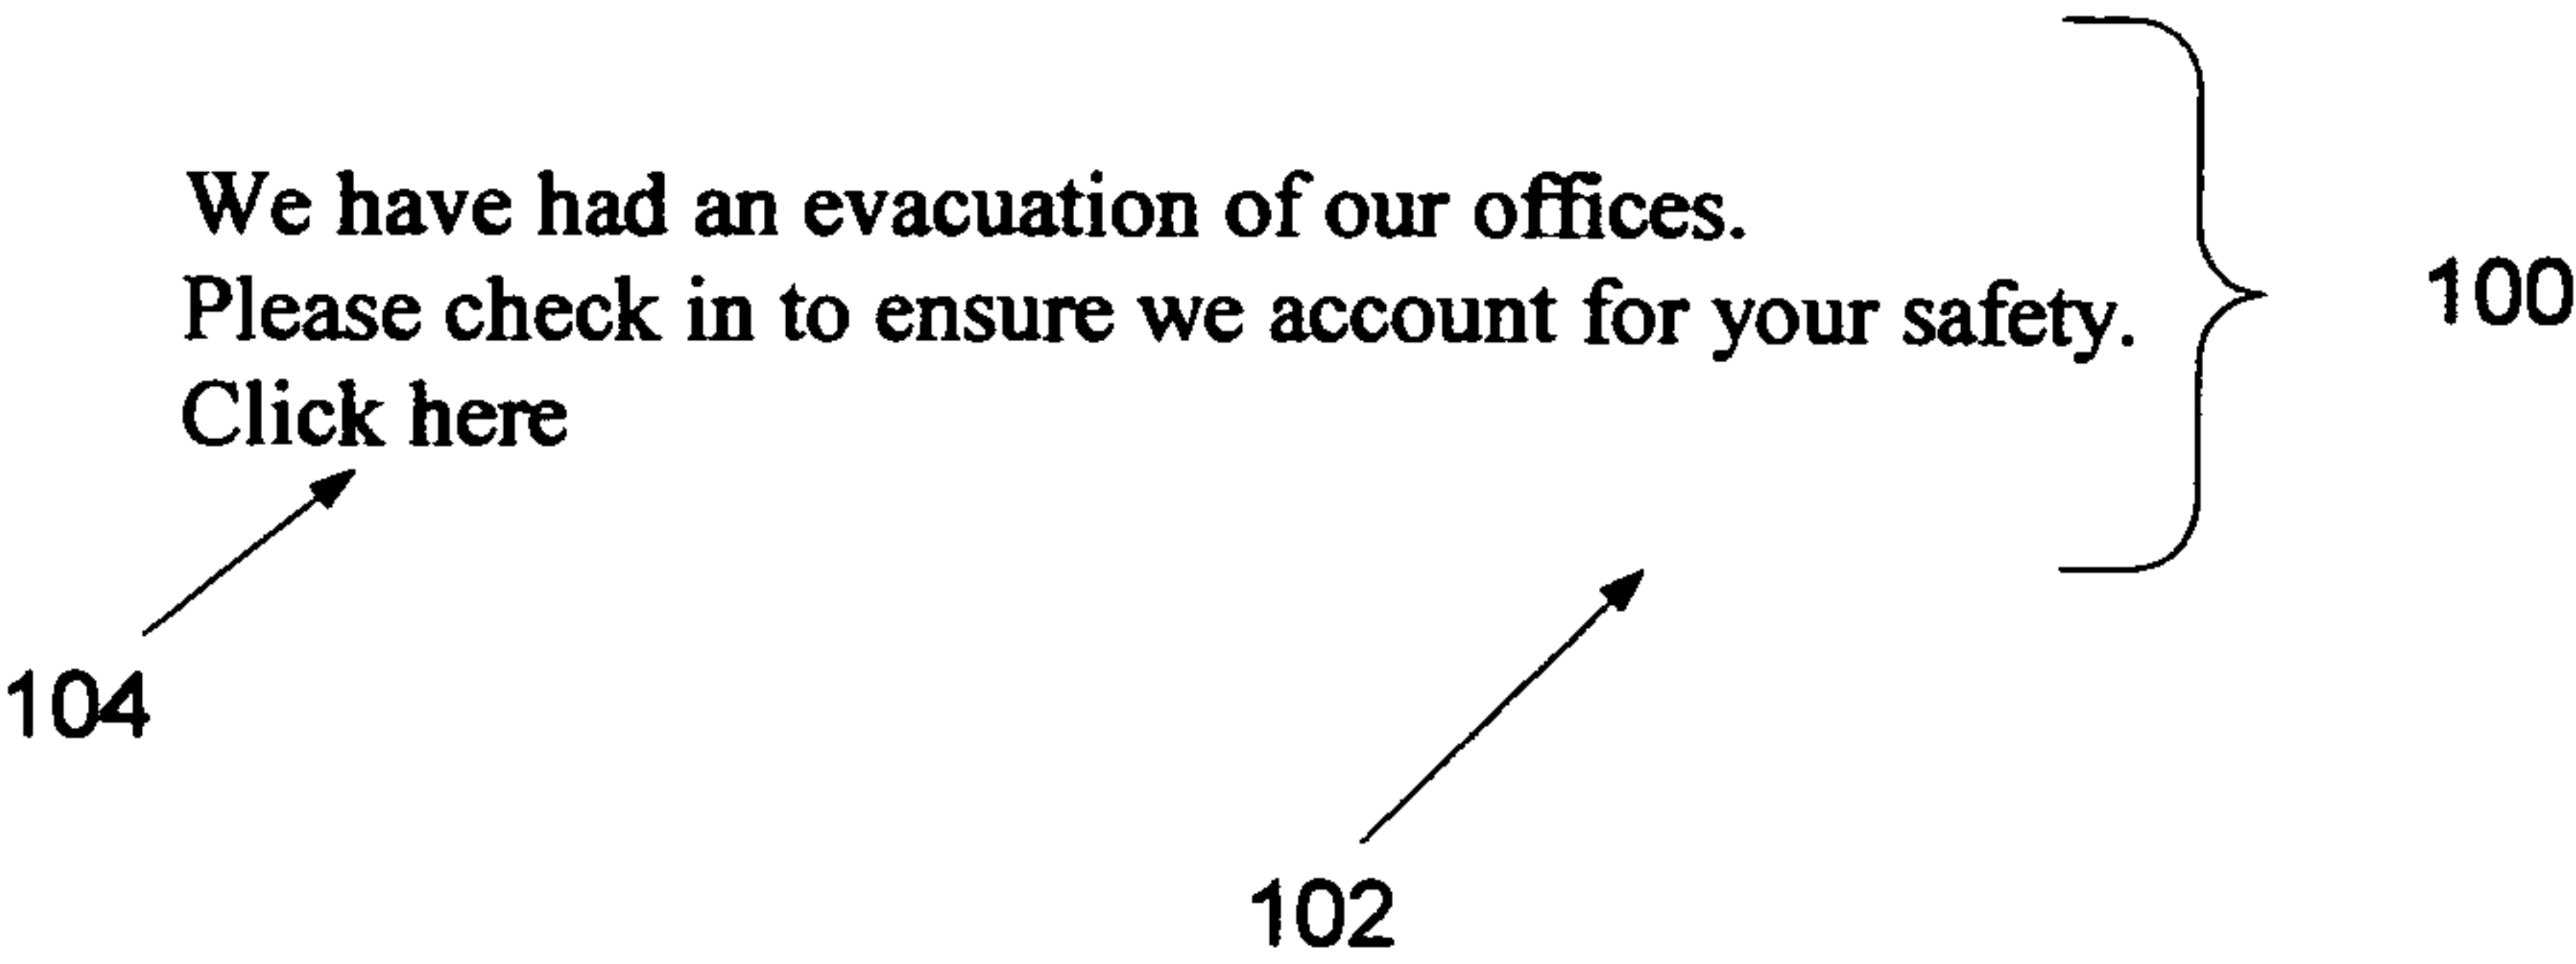 We have had an evacuation of our offices.
Please check in to ensure we account for your safety.
Click here
100
104
102